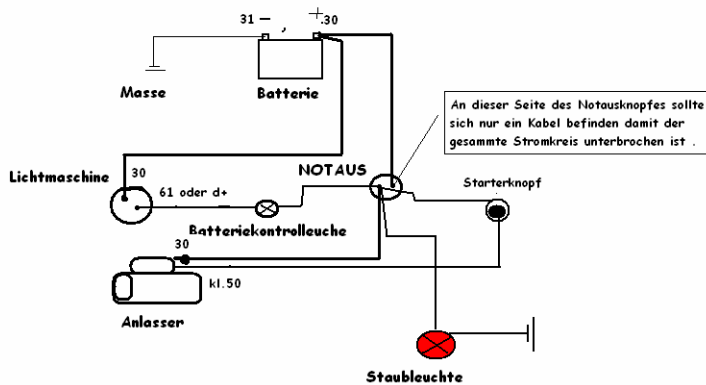 31 – , + .30
Masse
Batterie
An dieser Seite des Notausknopfes sollte
sich nur ein Kabel befinden damit der
gesammte Stromkreis unterbrochen ist .
Lichtmaschine
30
61 oder d+
NOTAUS
Starterknopf
Batteriekontrolleuche
30
kl.50
Anlasser
Staubleuchte